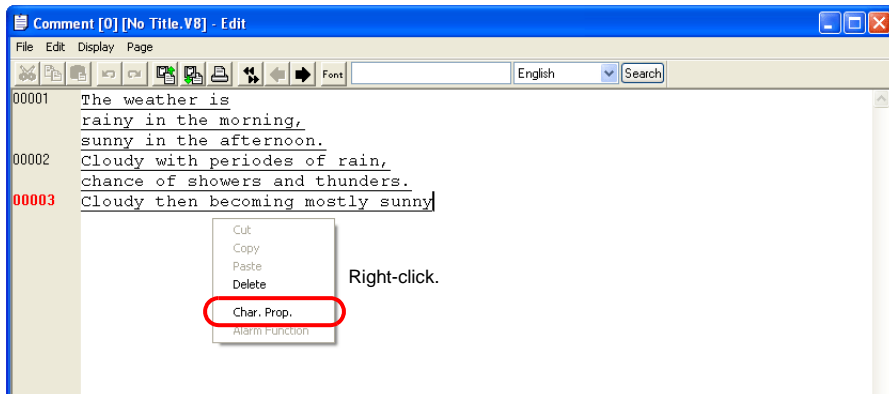 Comment [0] [No Title.V8] - Edit
File Edit Display Page
Font English Search
00001 The weather is
rainy in the morning,
sunny in the afternoon.
00002 Cloudy with periodes of rain,
chance of showers and thunders.
00003 Cloudy then becoming mostly sunny
Cut
Copy
Paste
Delete
Right-click.
Char. Prop.
Alarm Function